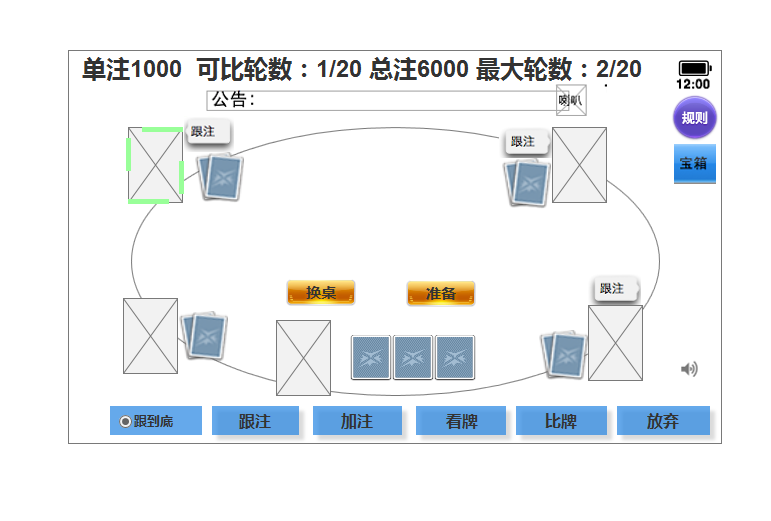 单注1000 可比轮数：1/20 总注6000 最大轮数：2/20
12:00
公告：
喇叭
规则
跟注
跟注
宝箱
换桌
准备
跟注
跟到底
跟注
加注
看牌
比牌
放弃